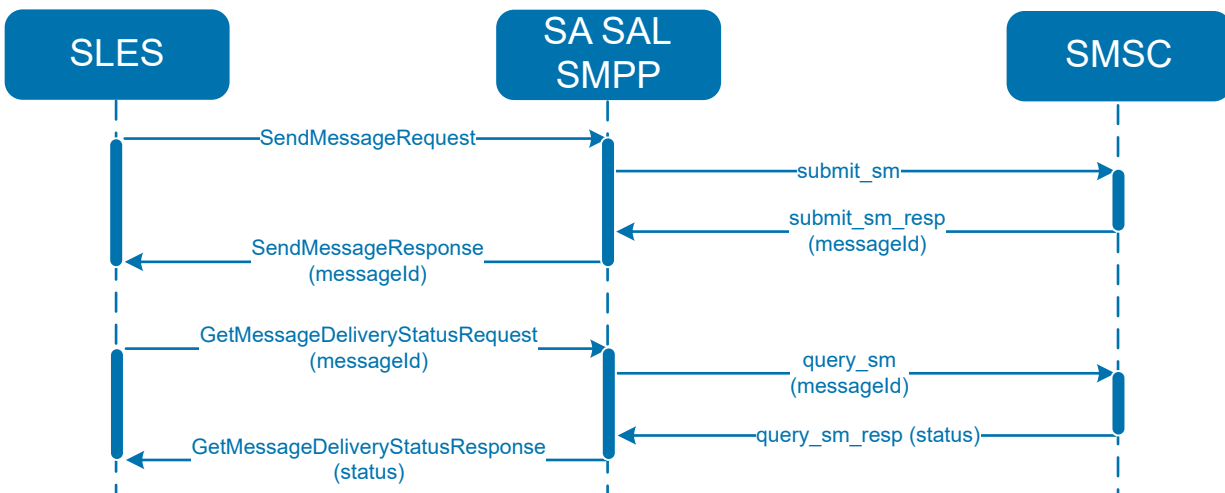 SLES
SA SAL
SMPP
SMSC
SendMessageRequest
submit_sm
submit_sm_resp
(messageId)
SendMessageResponse
(messageId)
GetMessageDeliveryStatusRequest
(messageId)
query_sm
(messageId)
query_sm_resp (status)
GetMessageDeliveryStatusResponse
(status)